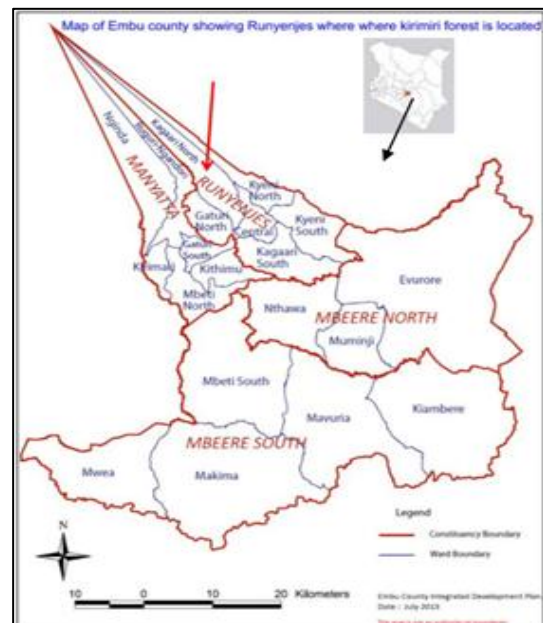 Map of Embu county showing Runyenjes where where kirimiri forest is located
Nginda
Ruguri-Ngandori
Kagaari North
MANYATTA
RUNYENJES
Kyeni North
Gaturi North
Central
Kyeni South
Gaturi South
Kagaari South
Kirimari
Kithimu
Mbeti North
Evurore
Nthawa
MBEERE NORTH
Muminji
Mbeti South
Mavuria
Kiambere
MBEERE SOUTH
Mwea
Makima
Legend
Constituency Boundary
Ward Boundary
N
10 5 0 10 20 Kilometers
Embu County Integrated Development Plan
Date : July 2013